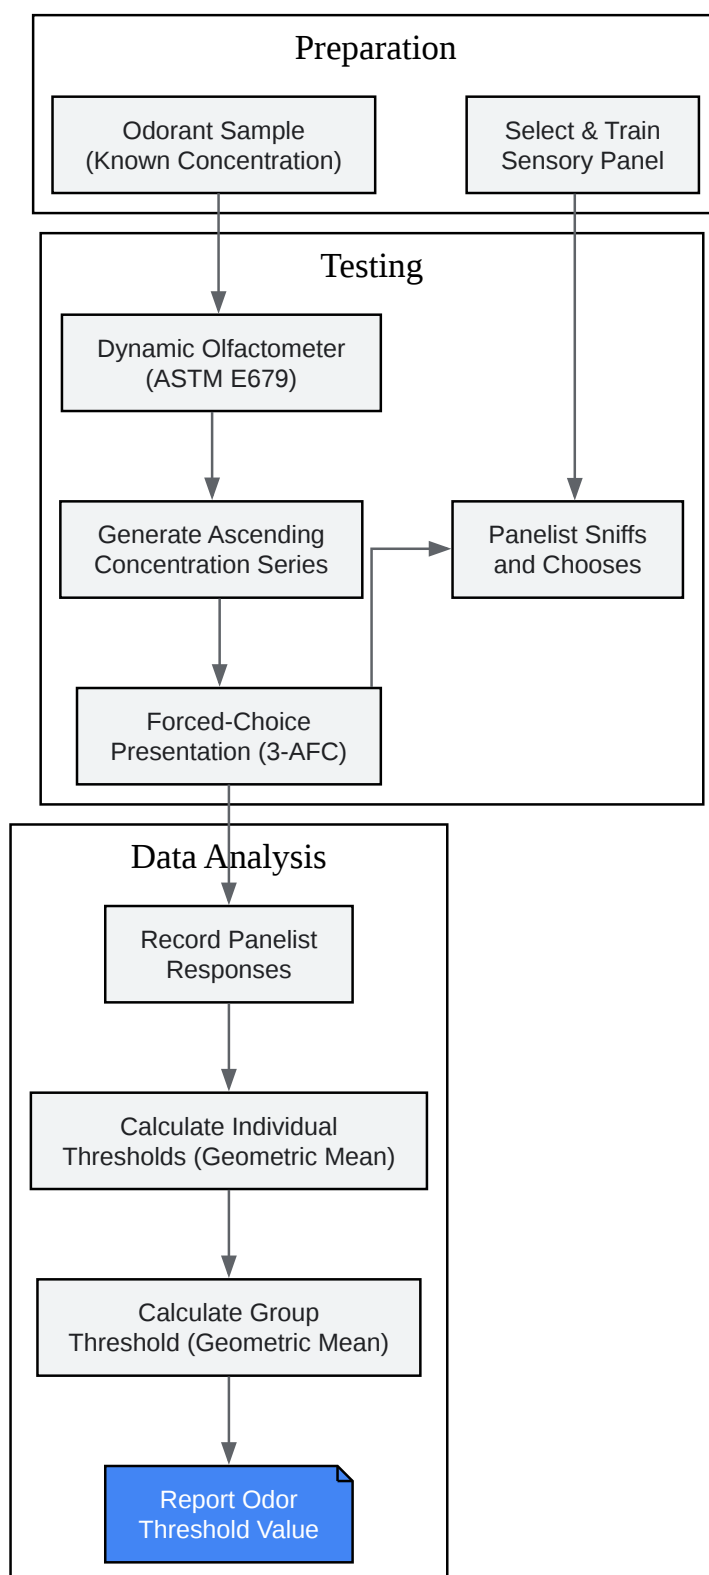 Preparation
Odorant Sample
(Known Concentration)
Select & Train
Sensory Panel
Testing
Dynamic Olfactometer
(ASTM E679)
Generate Ascending
Concentration Series
Panelist Sniffs
and Chooses
Forced-Choice
Presentation (3-AFC)
Data Analysis
Record Panelist
Responses
Calculate Individual
Thresholds (Geometric Mean)
Calculate Group
Threshold (Geometric Mean)
Report Odor
Threshold Value